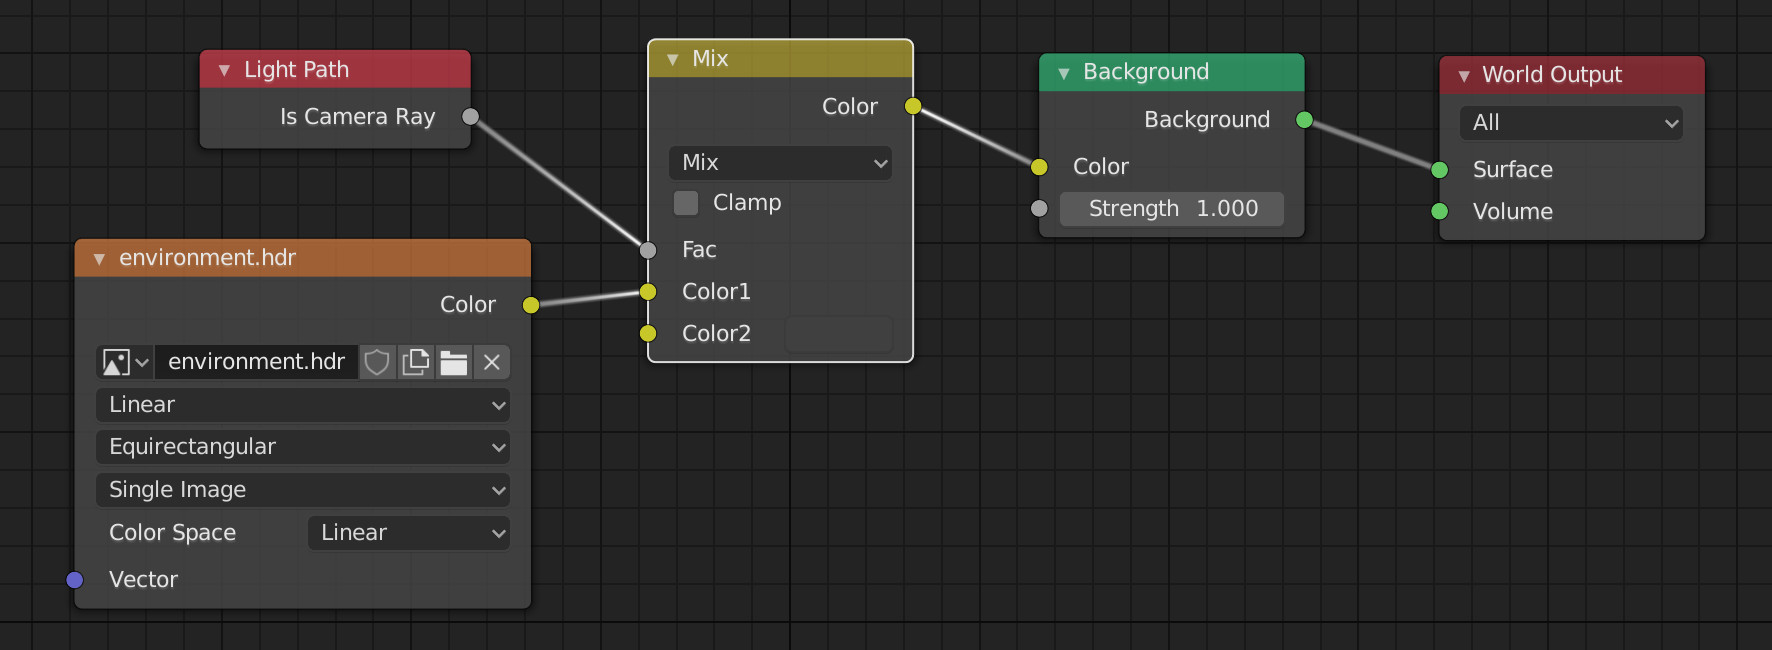 Light Path
Is Camera Ray
environment.hdr
Color
environment.hdr
Linear
Equirectangular
Single Image
Color Space Linear
Vector
Mix
Color
Mix
Clamp
Fac
Color1
Color2
Background
Background
Color
Strength 1.000
World Output
All
Surface
Volume